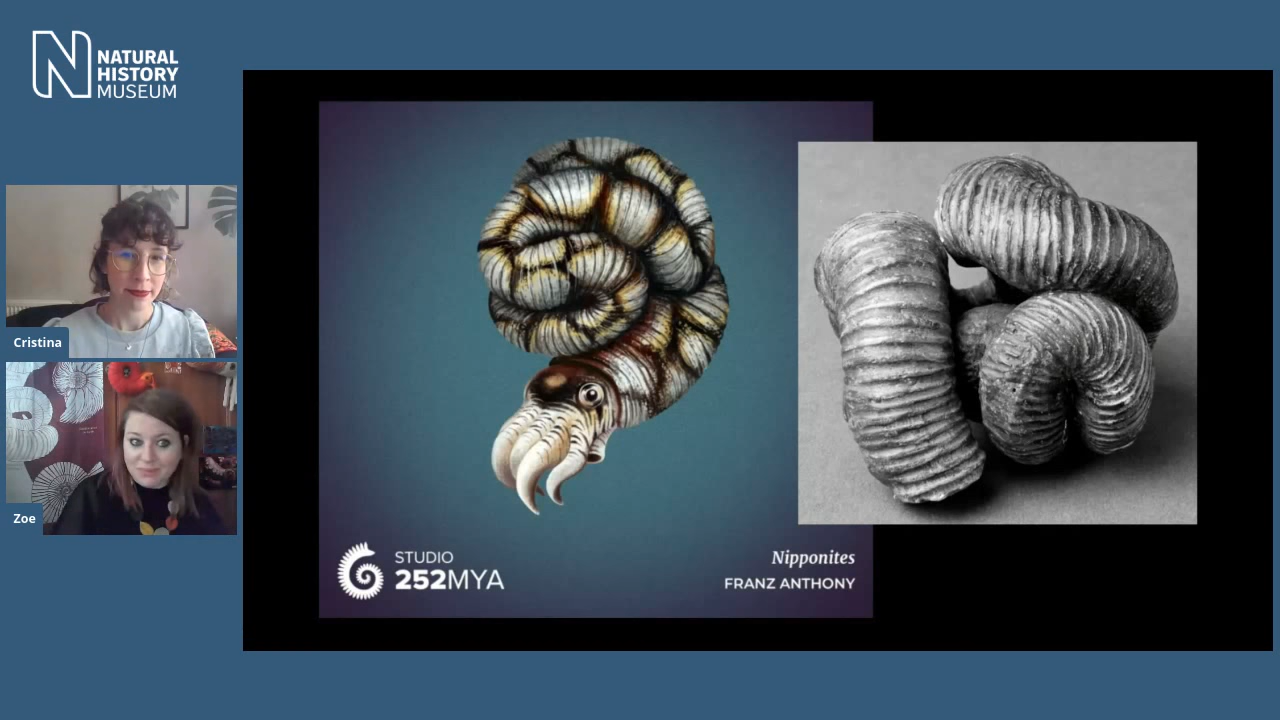 NATURAL
HISTORY
MUSEUM
Cristina
Zoe
STUDIO
252MYA
Nipponites
FRANZ ANTHONY